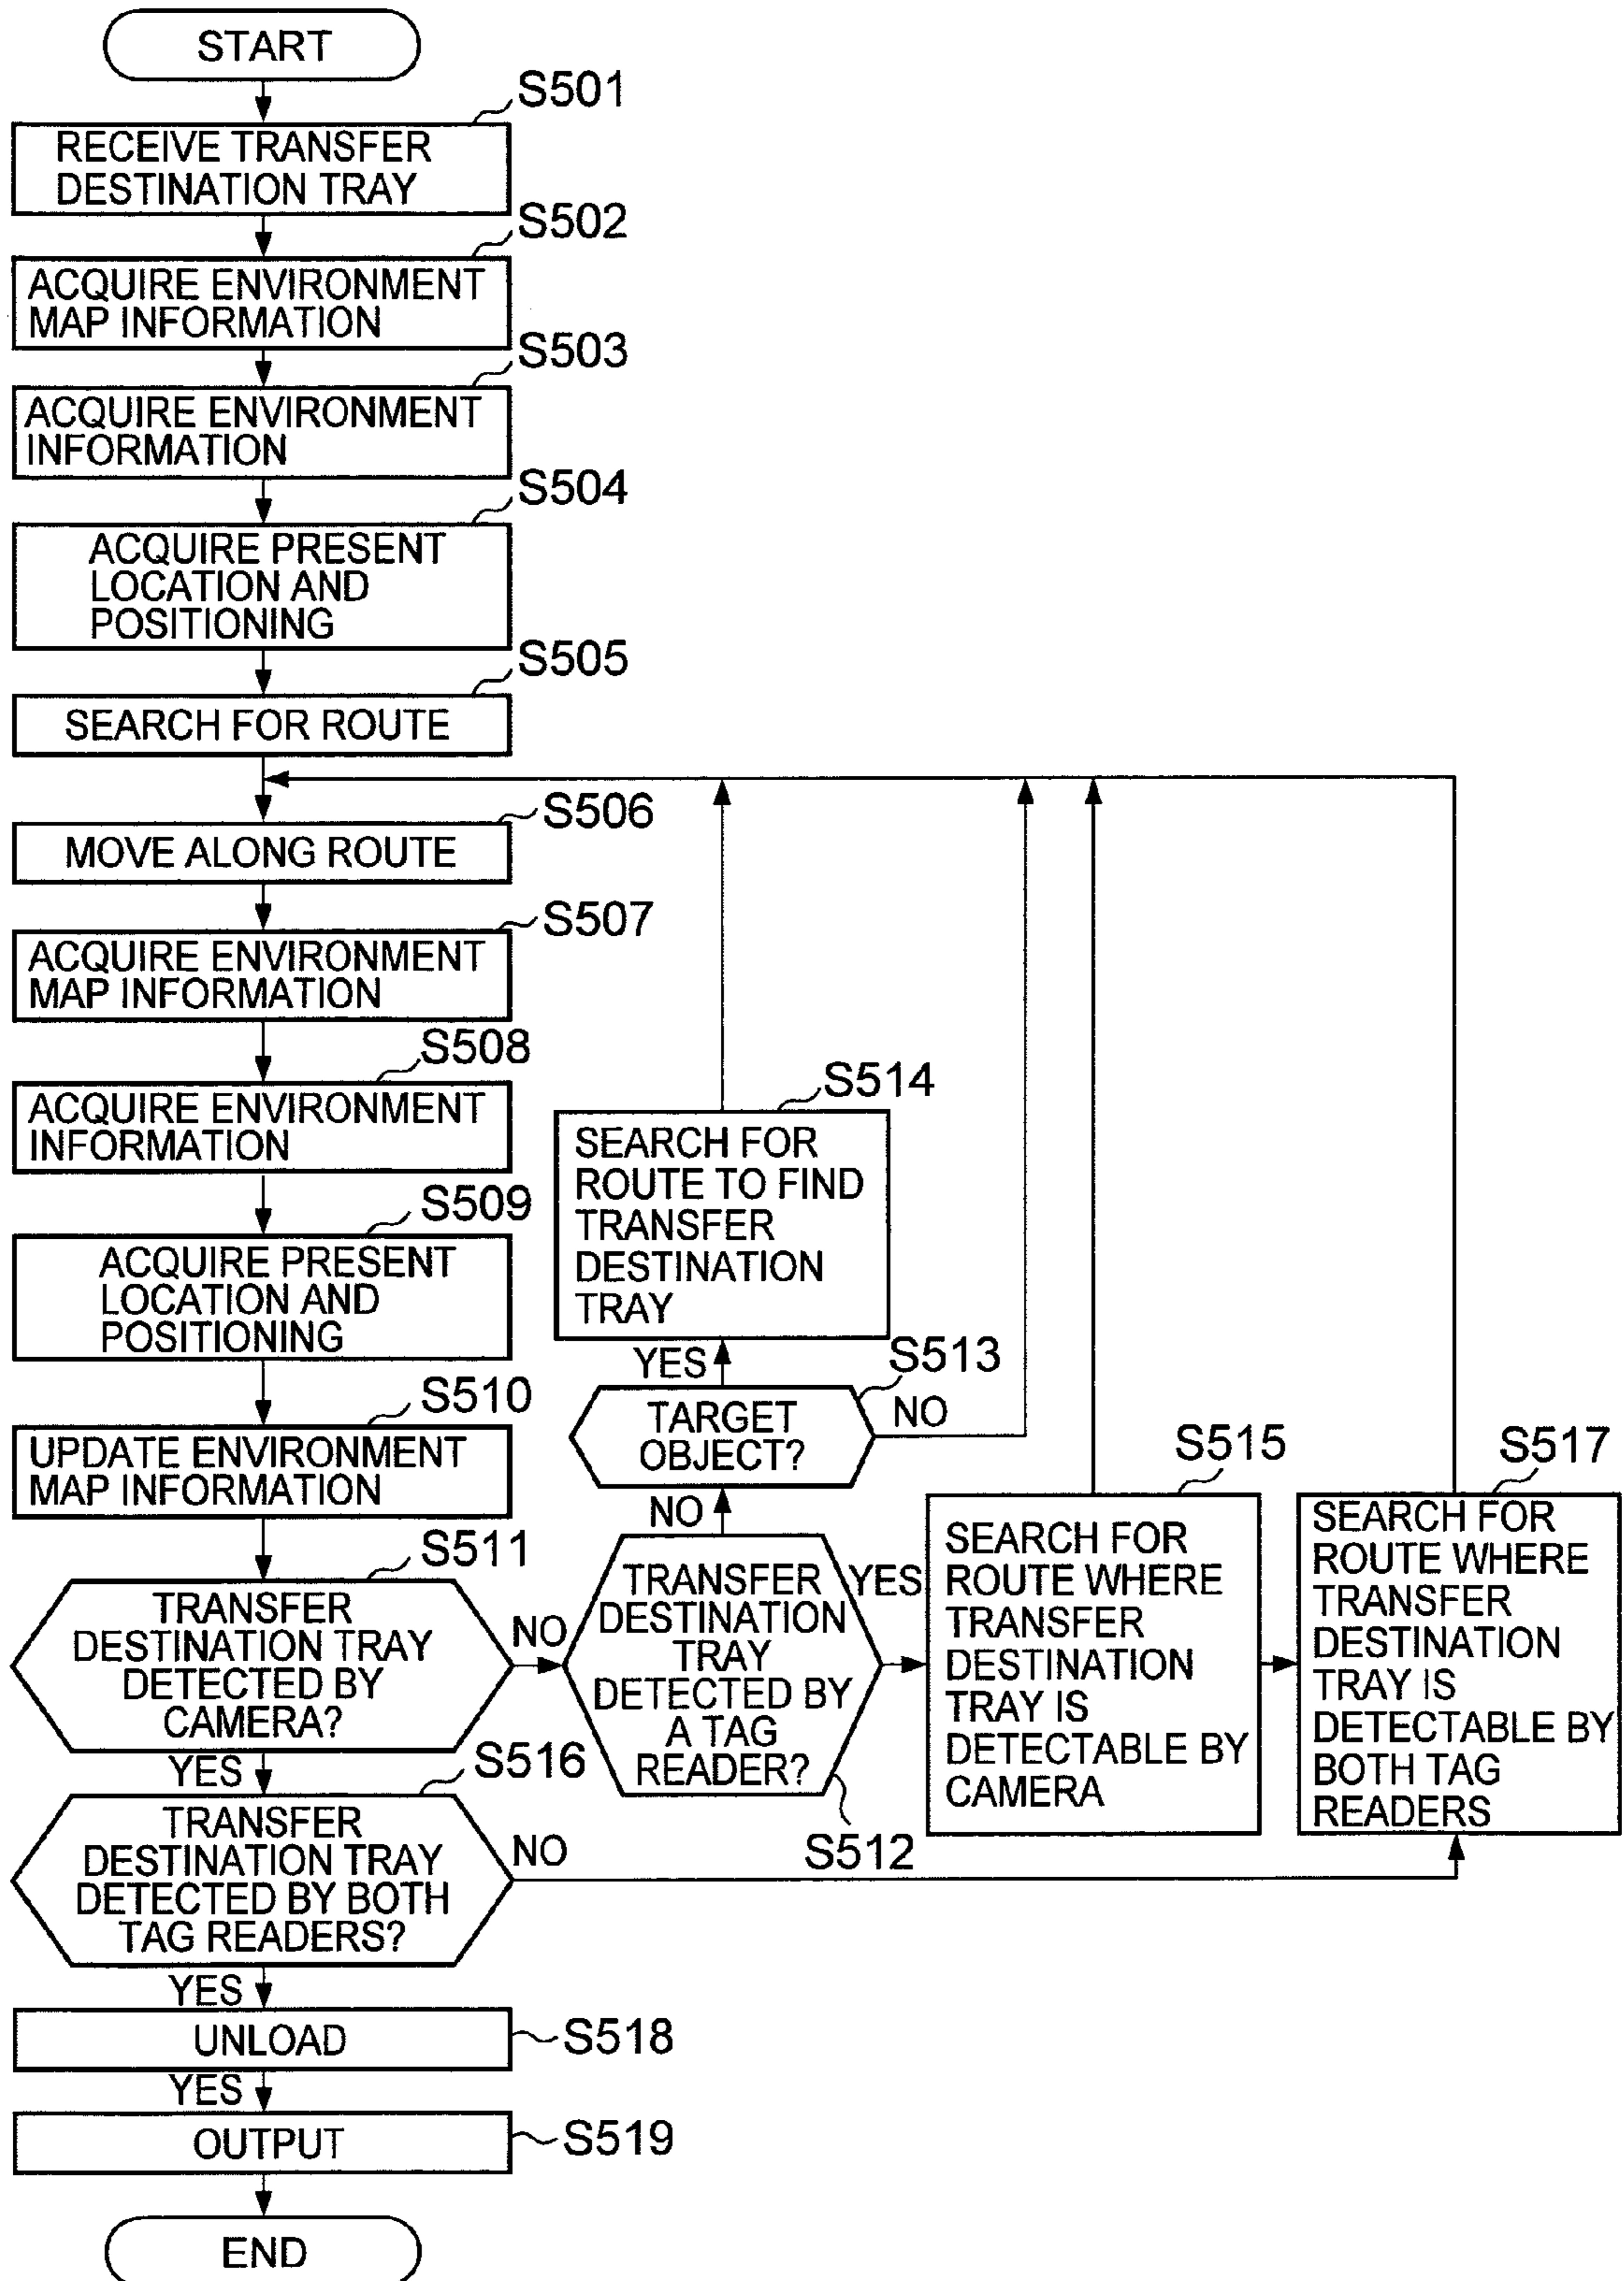 START
S501
RECEIVE TRANSFER
DESTINATION TRAY
S502
ACQUIRE ENVIRONMENT
MAP INFORMATION
S503
ACQUIRE ENVIRONMENT
INFORMATION
S504
ACQUIRE PRESENT
LOCATION AND
POSITIONING
S505
SEARCH FOR ROUTE
S506
MOVE ALONG ROUTE
S507
ACQUIRE ENVIRONMENT
MAP INFORMATION
S508
ACQUIRE ENVIRONMENT
INFORMATION
S509
ACQUIRE PRESENT
LOCATION AND
POSITIONING
S510
UPDATE ENVIRONMENT
MAP INFORMATION
S511
TRANSFER
DESTINATION TRAY
DETECTED BY
CAMERA?
NO
YES
S512
TRANSFER
DESTINATION
TRAY
DETECTED BY
A TAG
READER?
NO
YES
S513
TARGET
OBJECT?
YES
NO
S514
SEARCH FOR
ROUTE TO FIND
TRANSFER
DESTINATION
TRAY
S515
SEARCH FOR
ROUTE WHERE
TRANSFER
DESTINATION
TRAY IS
DETECTABLE BY
CAMERA
S517
SEARCH FOR
ROUTE WHERE
TRANSFER
DESTINATION
TRAY IS
DETECTABLE BY
BOTH TAG
READERS
S516
TRANSFER
DESTINATION TRAY
DETECTED BY BOTH
TAG READERS?
NO
YES
UNLOAD
S518
YES
OUTPUT
S519
END